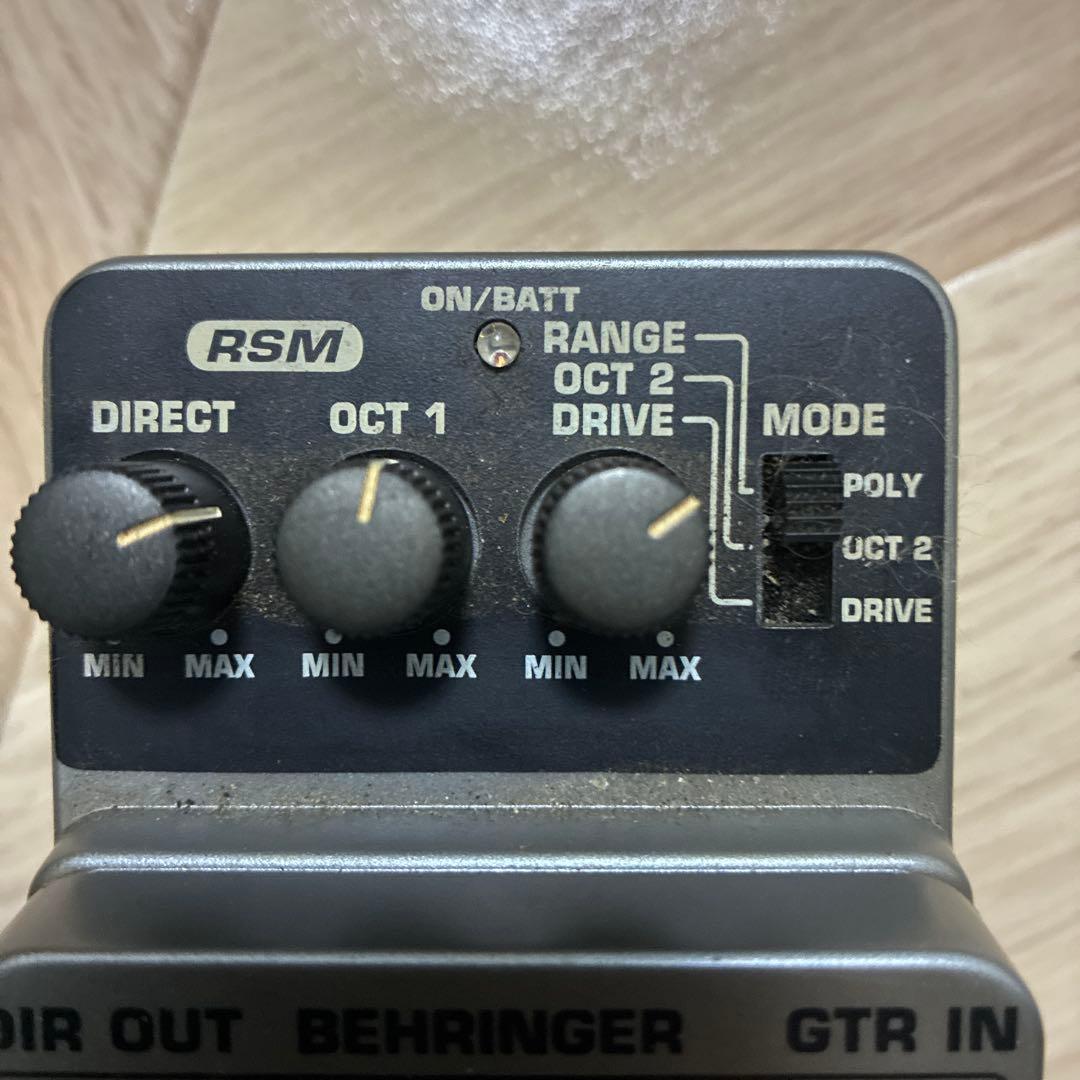 ON/BATT
RSM
RANGE
OCT 2
DIRECT
OCT 1
DRIVE
MODE
POLY
OCT 2
DRIVE
MIN MAX
MIN MAX
MIN MAX
DIR OUT BEHRINGER GTR IN